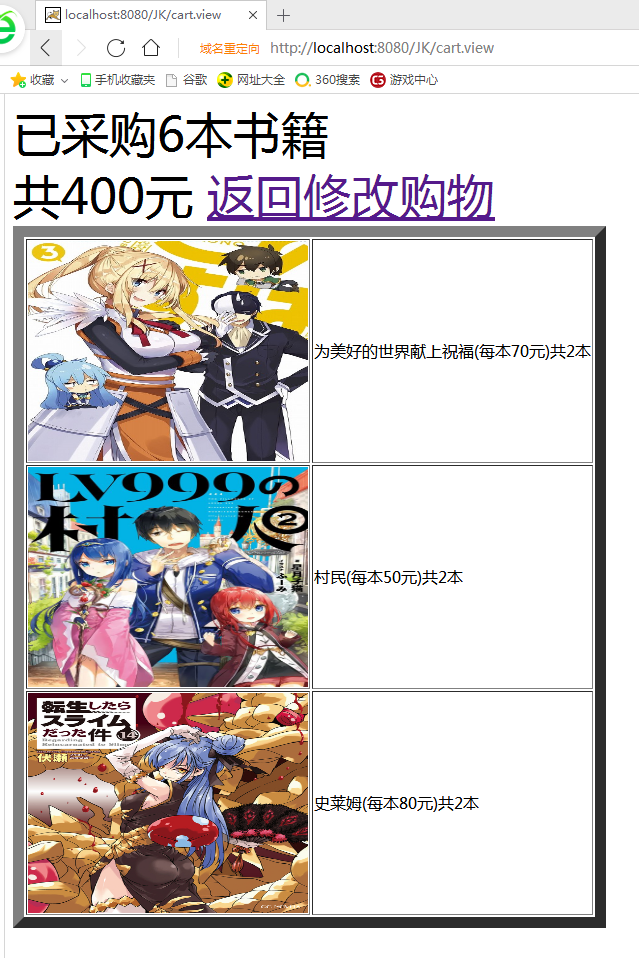 localhost:8080/JK/cart.view
域名重定向 http://localhost:8080/JK/cart.view
收藏 手机收藏夹 谷歌 网址大全 360搜索 游戏中心
已采购6本书籍
共400元 返回修改购物
3
为美好的世界献上祝福(每本70元)共2本
LV999の
村人
2
村民(每本50元)共2本
転生したら
スライム
だった件 14
伏瀬
史莱姆(每本80元)共2本